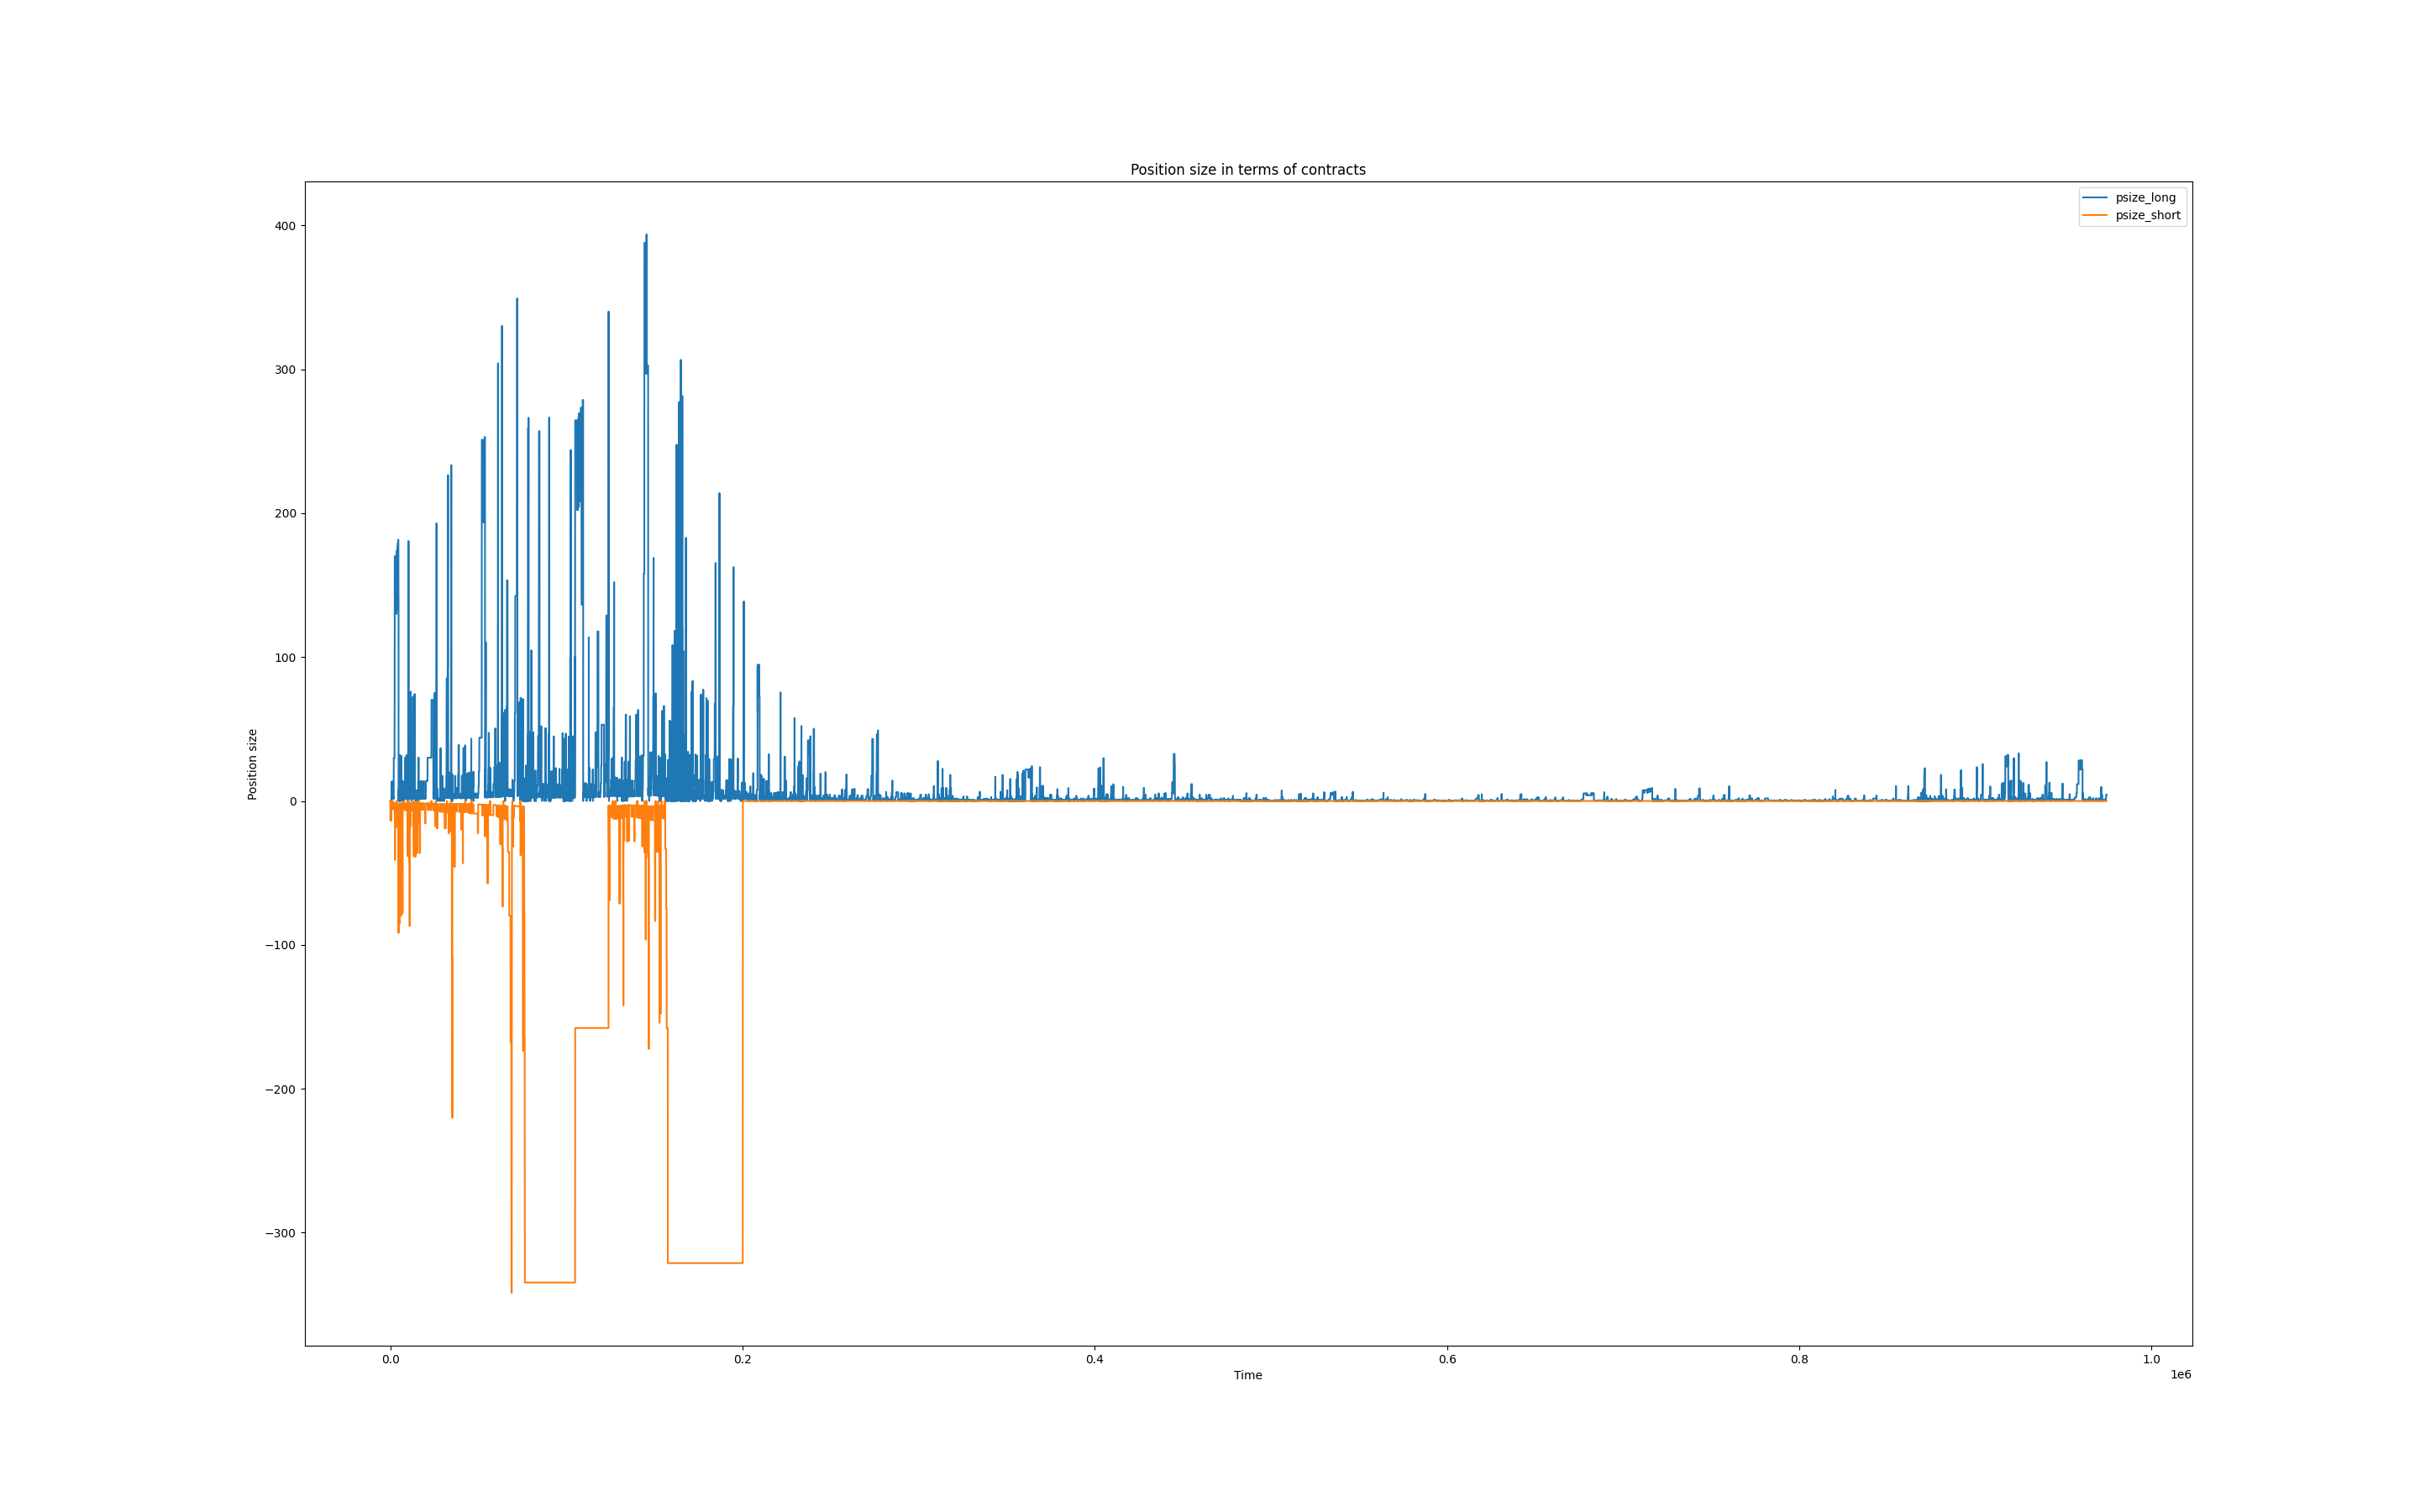 Position size in terms of contracts
psize_long
psize_short
400
300
200
100
0
−100
−200
−300
Position size
0.0
0.2
0.4
0.6
0.8
1.0
1e6
Time